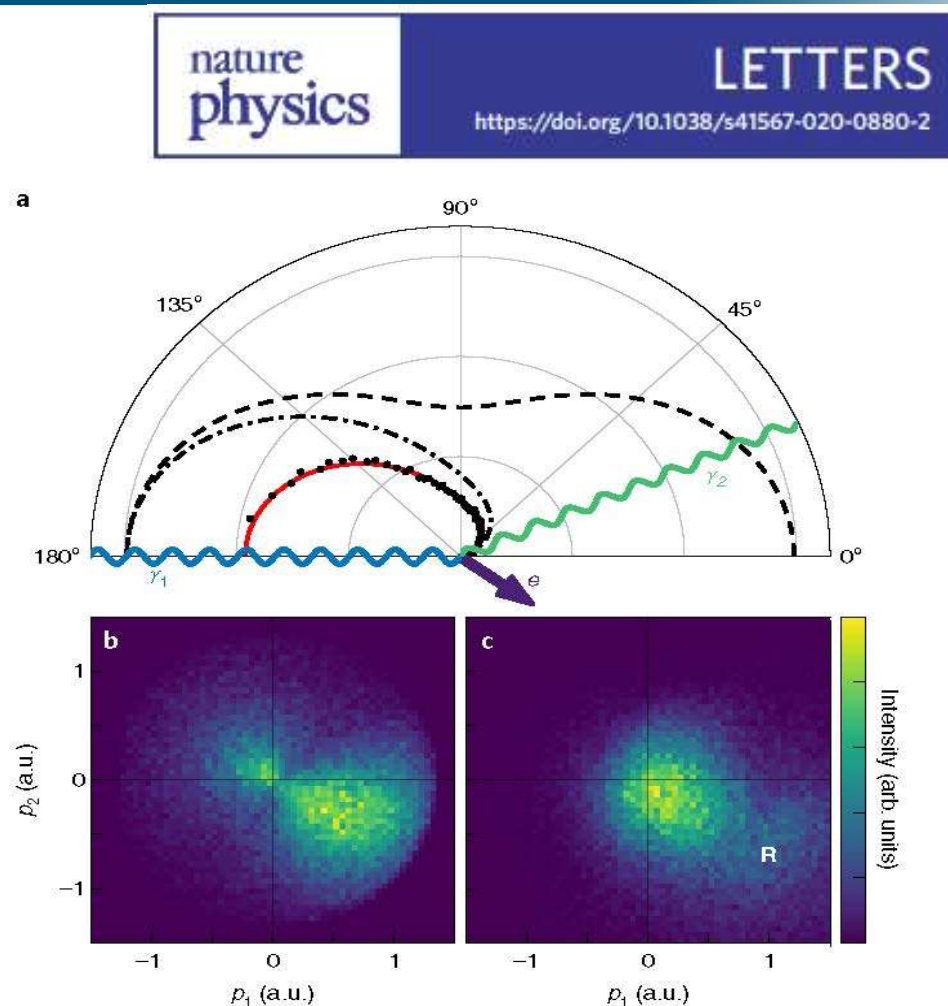 nature
physics
LETTERS
https://doi.org/10.1038/s41567-020-0880-2
a
90°
135°
45°
γ₂
180°
γ₁
e
0°
b
c
1
0
−1
p₂ (a.u.)
R
Intensity (arb. units)
−1
0
1
−1
0
1
p₁ (a.u.)
p₁ (a.u.)